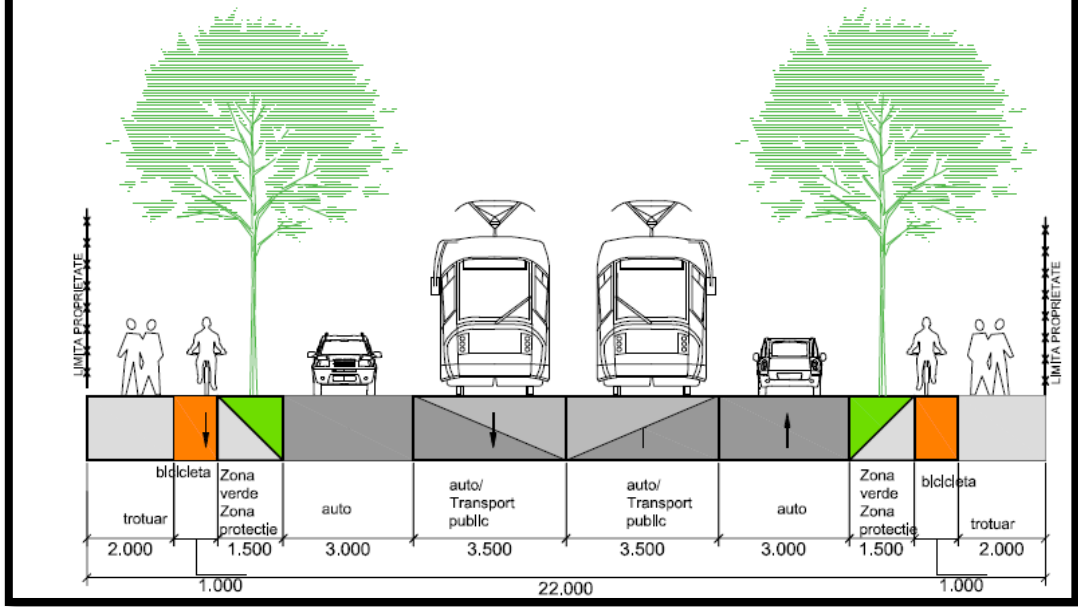 LIMITA PROPRIETATE
LIMITA PROPRIETATE
bicicleta
Zona
verde
Zona
protectie
trotuar
auto
auto/
Transport
public
auto/
Transport
public
auto
Zona
verde
Zona
protectie
bicicleta
trotuar
2.000
1.500
3.000
3.500
3.500
3.000
1.500
2.000
1.000
22.000
1.000